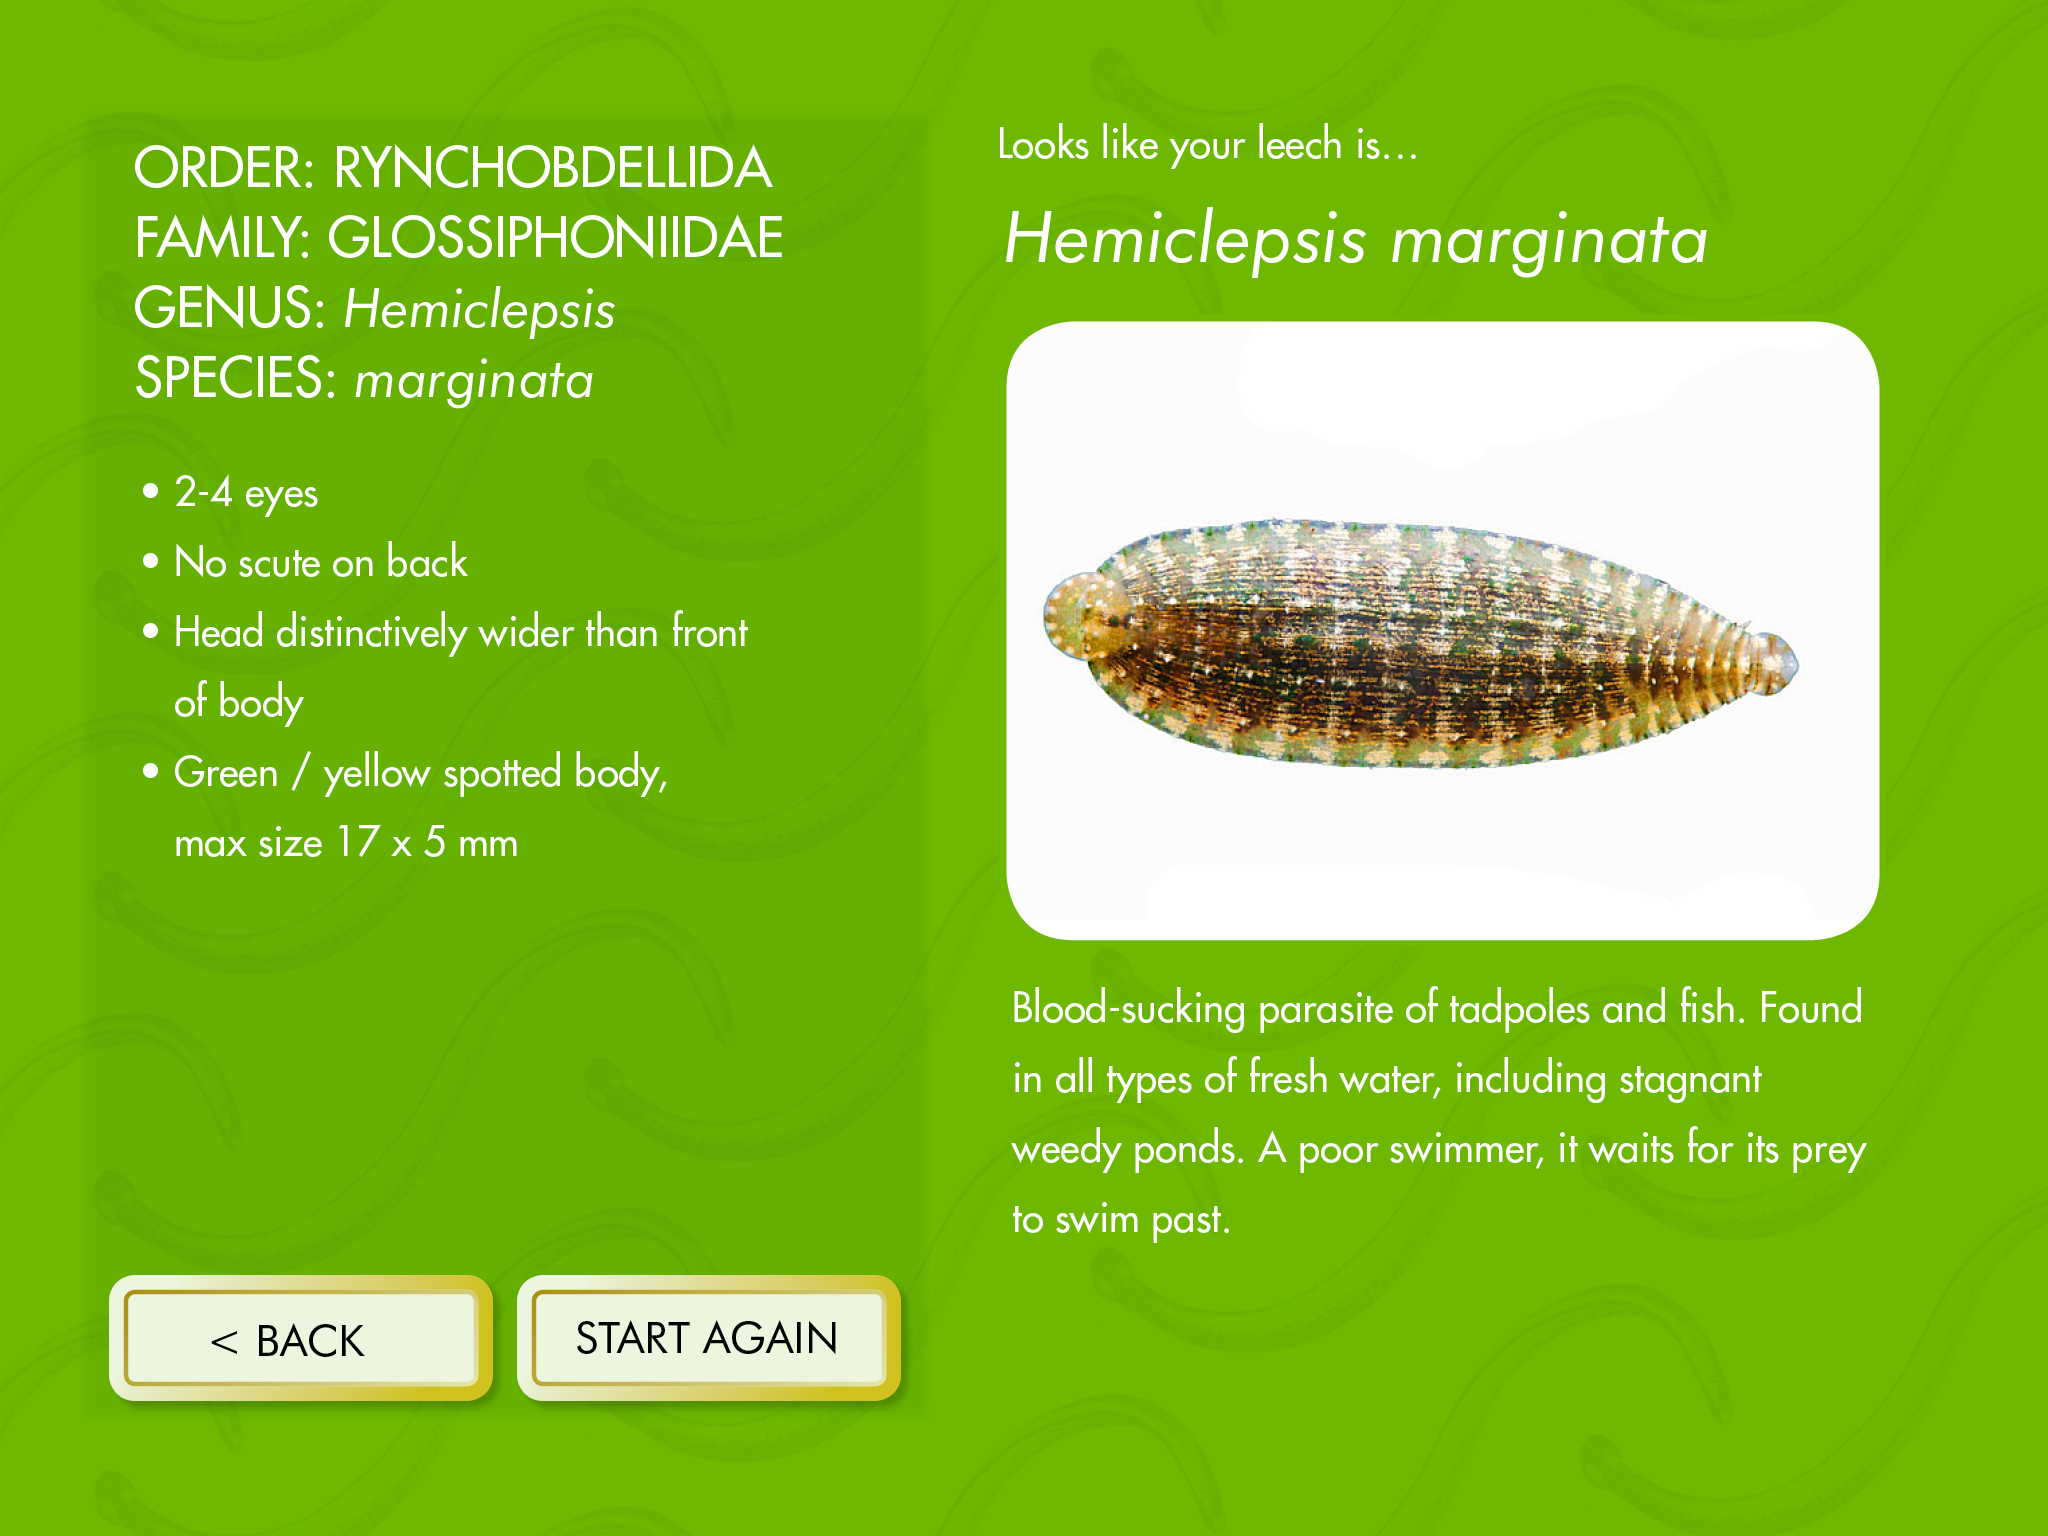 ORDER: RYNCHOBDELLIDA
FAMILY: GLOSSIPHONIIDAE
GENUS: Hemiclepsis
SPECIES: marginata
• 2-4 eyes
• No scute on back
• Head distinctively wider than front
of body
• Green / yellow spotted body,
max size 17 x 5 mm
< BACK
START AGAIN
Looks like your leech is...
Hemiclepsis marginata
Blood-sucking parasite of tadpoles and fish. Found
in all types of fresh water, including stagnant
weedy ponds. A poor swimmer, it waits for its prey
to swim past.